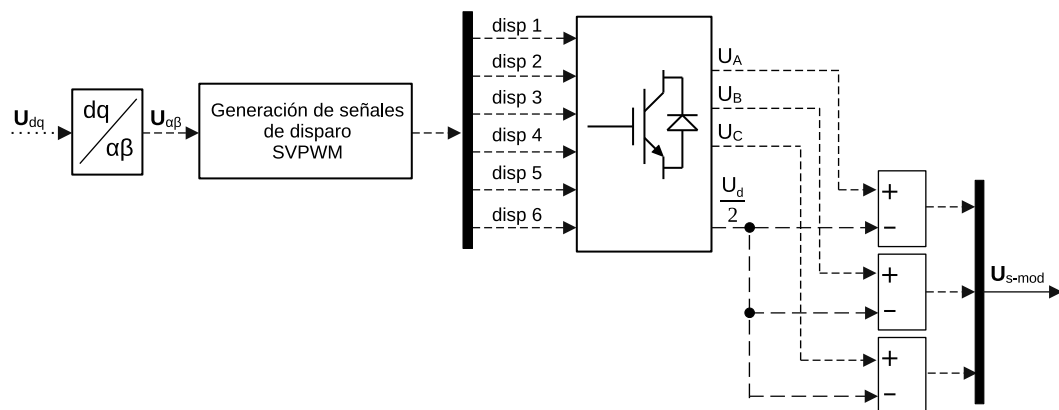 U_dq
dq
αβ
U_αβ
Generación de señales
de disparo
SVPWM
disp 1
disp 2
disp 3
disp 4
disp 5
disp 6
U_A
U_B
U_C
U_d
2
+
−
+
−
+
−
U_s-mod